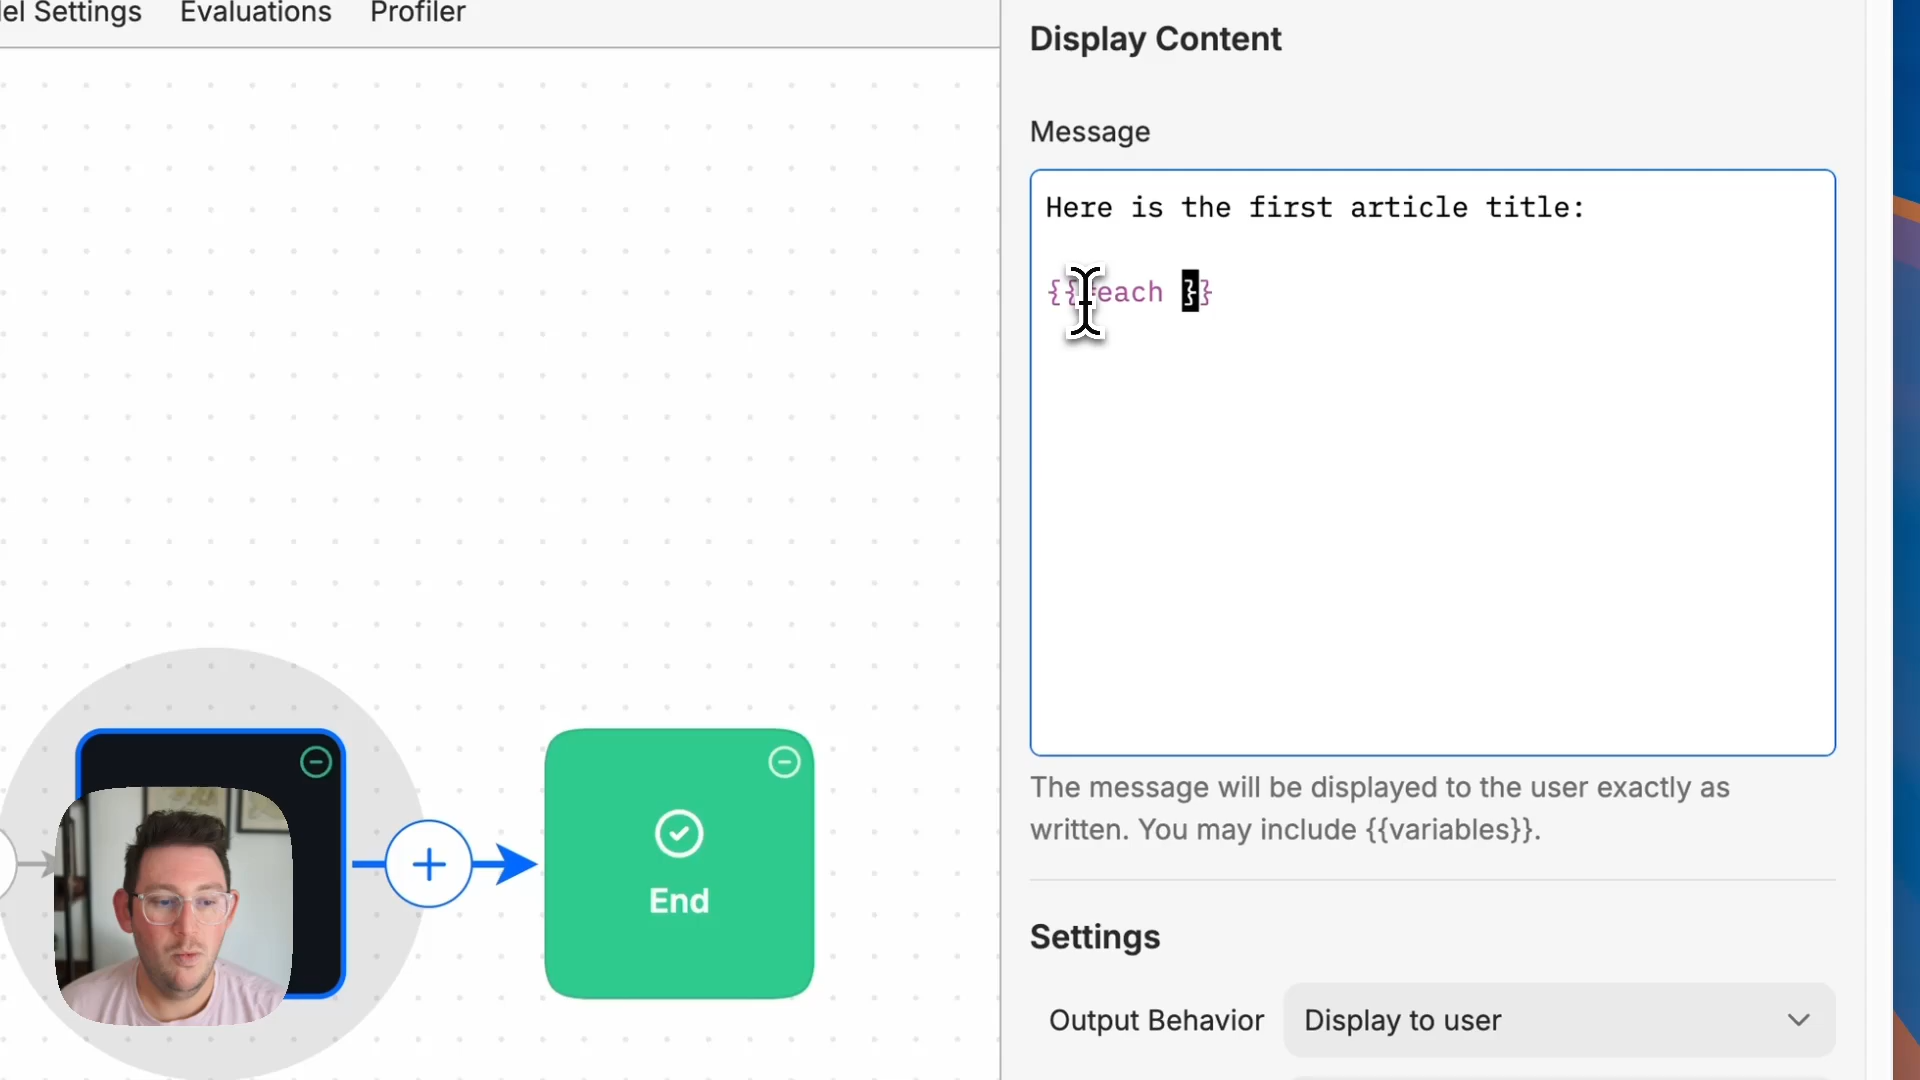 el Settings
Evaluations
Profiler
Display Content
Message
Here is the first article title:
{{#each }}
The message will be displayed to the user exactly as
written. You may include {{variables}}.
End
Settings
Output Behavior
Display to user